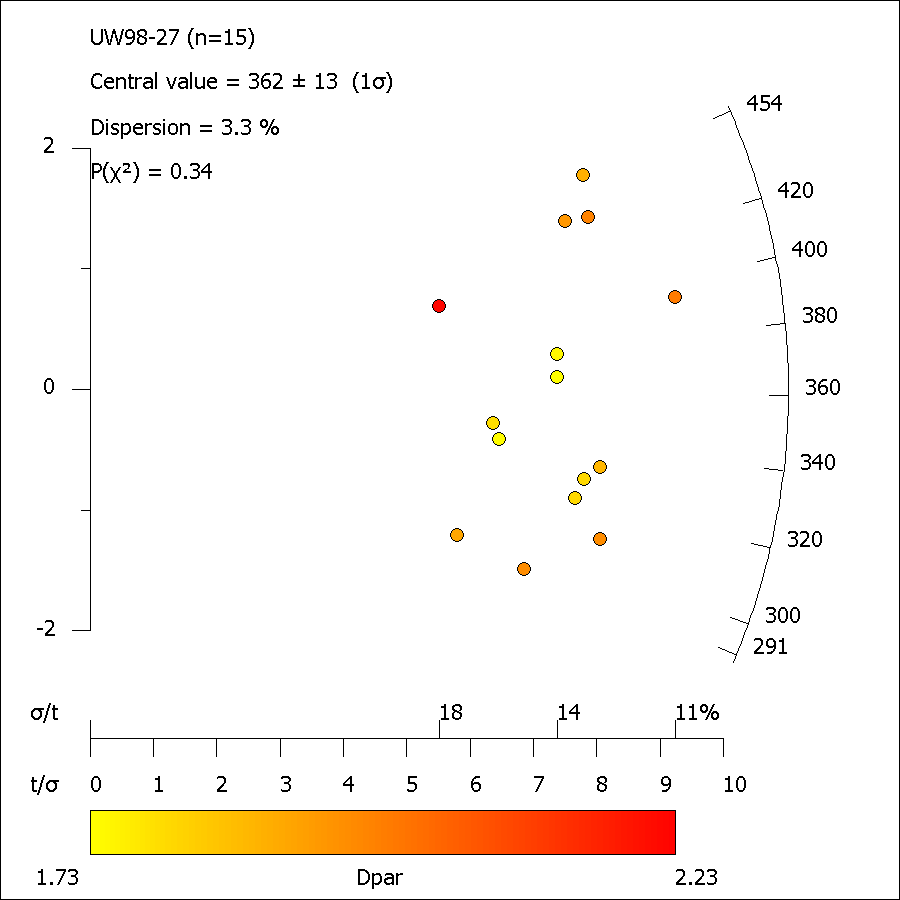 UW98-27 (n=15)
Central value = 362 ± 13 (1σ)
Dispersion = 3.3 %
P(χ²) = 0.34
2
0
-2
454
420
400
380
360
340
320
300
291
σ/t 18 14 11%
t/σ 0 1 2 3 4 5 6 7 8 9 10
1.73 Dpar 2.23